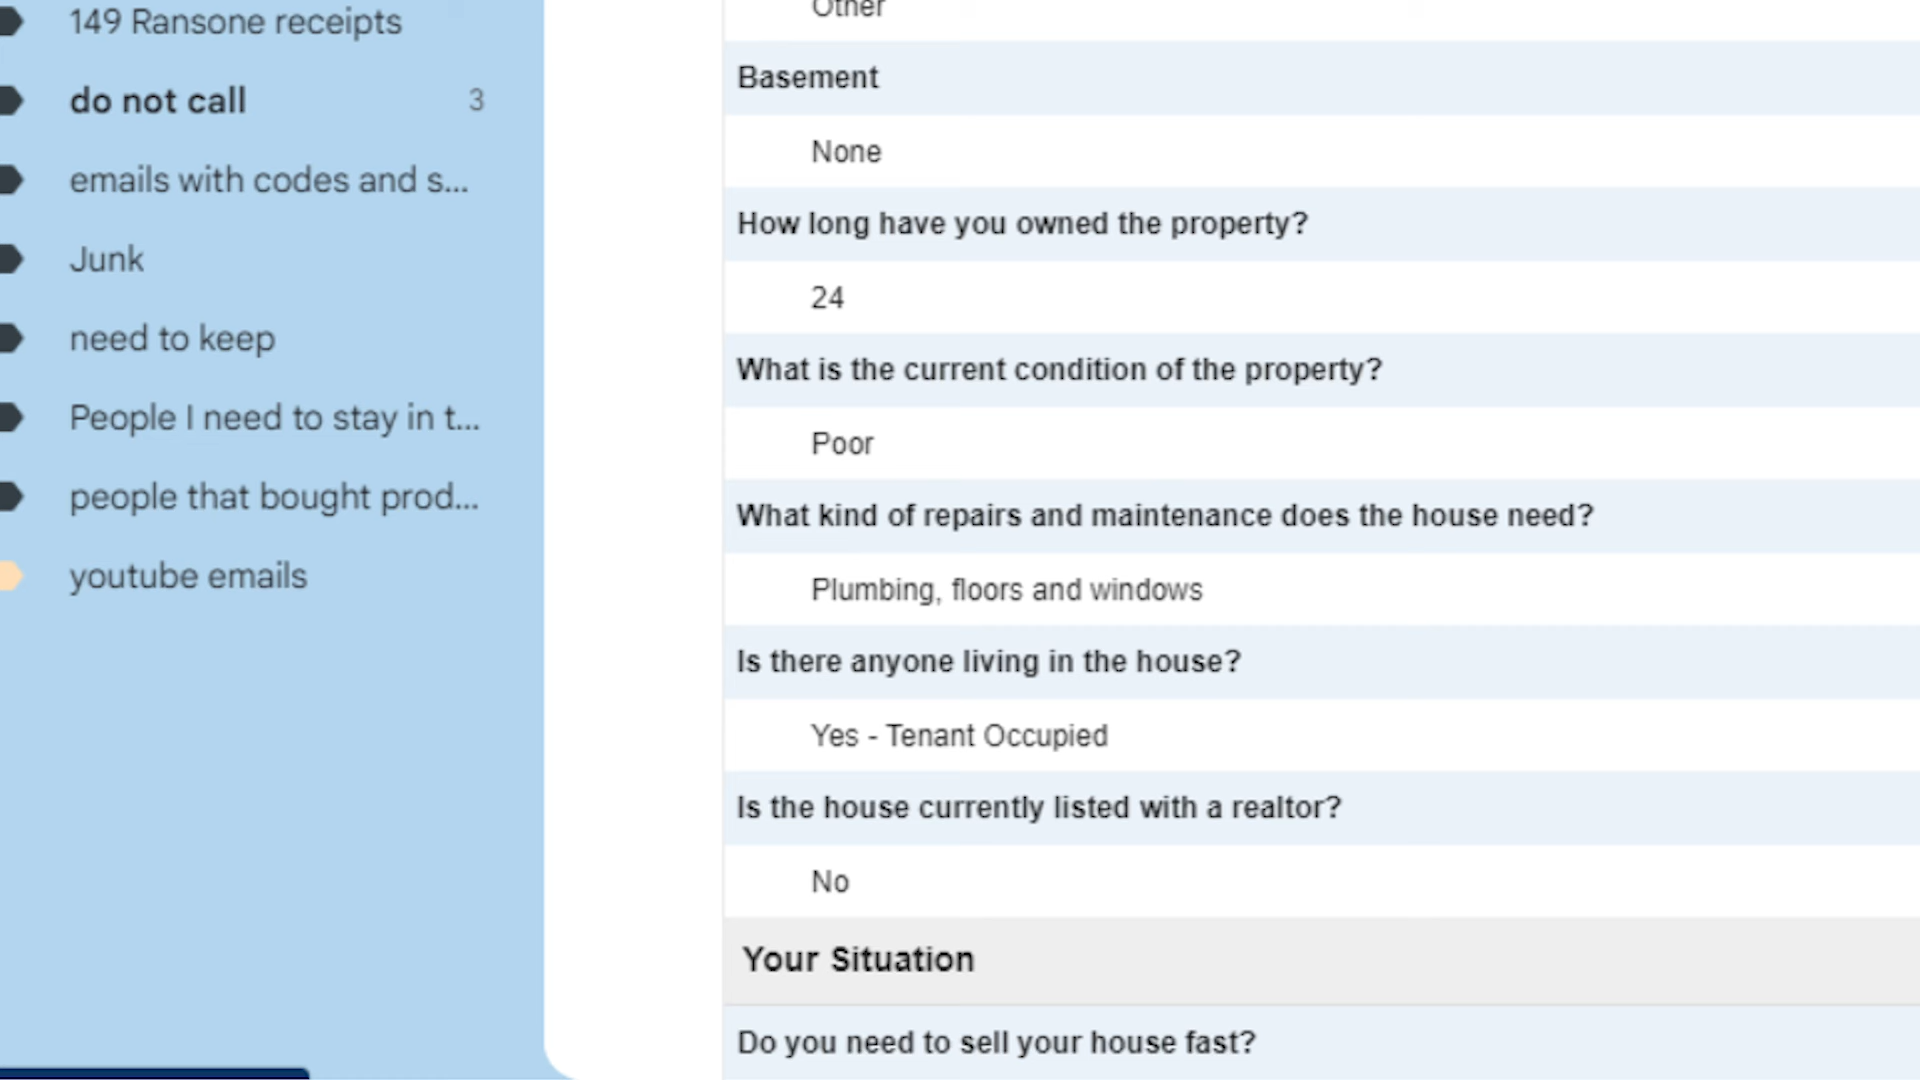 149 Ransone receipts
do not call 3
emails with codes and s...
Junk
need to keep
People I need to stay in t...
people that bought prod...
youtube emails
Other
Basement
None
How long have you owned the property?
24
What is the current condition of the property?
Poor
What kind of repairs and maintenance does the house need?
Plumbing, floors and windows
Is there anyone living in the house?
Yes - Tenant Occupied
Is the house currently listed with a realtor?
No
Your Situation
Do you need to sell your house fast?